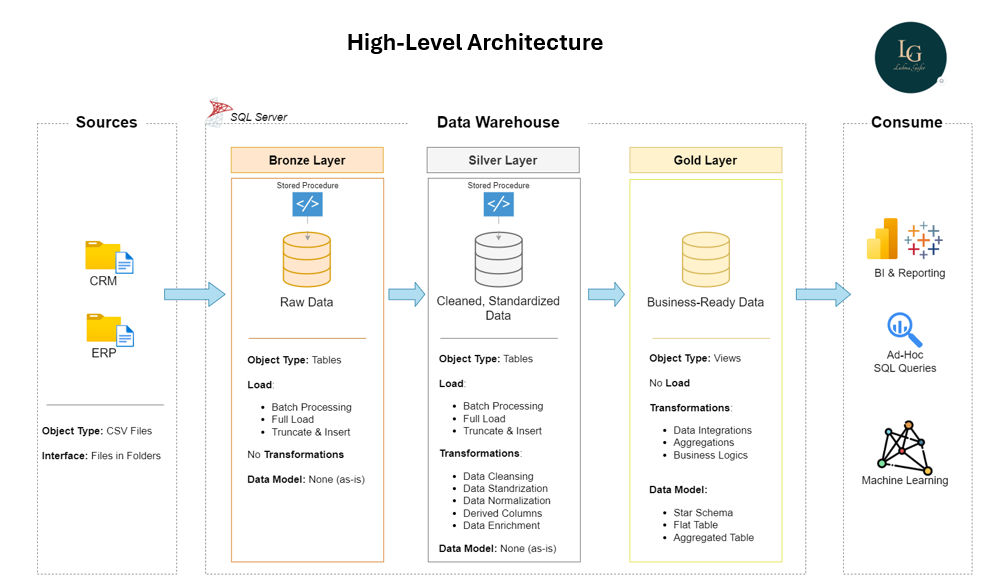 High-Level Architecture
LG
Sources
SQL Server
Data Warehouse
Consume
CRM
ERP
Object Type: CSV Files
Interface: Files in Folders
Bronze Layer
Stored Procedure
</>
Raw Data
Object Type: Tables
Load:
Batch Processing
Full Load
Truncate & Insert
No Transformations
Data Model: None (as-is)
Silver Layer
Stored Procedure
</>
Cleaned, Standardized
Data
Object Type: Tables
Load:
Batch Processing
Full Load
Truncate & Insert
Transformations:
Data Cleansing
Data Standrization
Data Normalization
Derived Columns
Data Enrichment
Data Model: None (as-is)
Gold Layer
Business-Ready Data
Object Type: Views
No Load
Transformations:
Data Integrations
Aggregations
Business Logics
Data Model:
Star Schema
Flat Table
Aggregated Table
BI & Reporting
Ad-Hoc
SQL Queries
Machine Learning